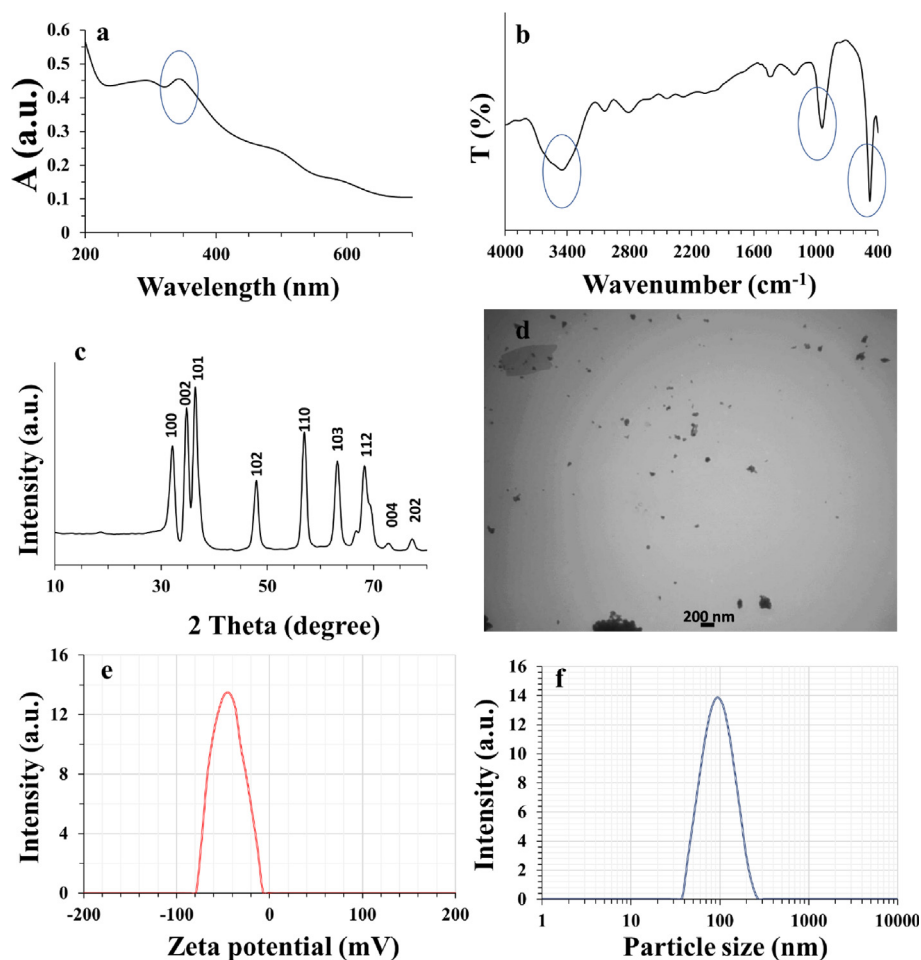 a
A (a.u.)
0.6
0.5
0.4
0.3
0.2
0.1
0
200 400 600
Wavelength (nm)
b
T (%)
4000 3400 2800 2200 1600 1000 400
Wavenumber (cm-1)
c
Intensity (a.u.)
100
002
101
102
110
103
112
004
202
10 30 50 70
2 Theta (degree)
d
200 nm
e
Intensity (a.u.)
16
12
8
4
0
-200 -100 0 100 200
Zeta potential (mV)
f
Intensity (a.u.)
16
14
12
10
8
6
4
2
0
1 10 100 1000 10000
Particle size (nm)